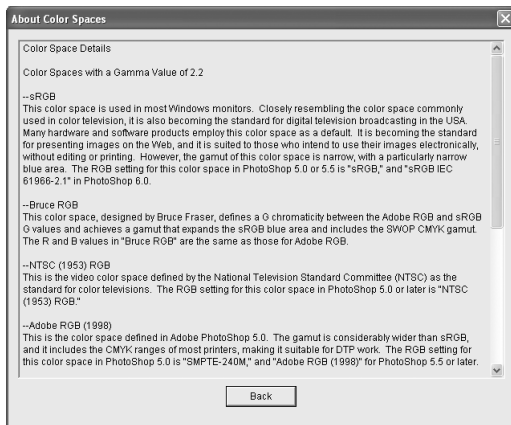 About Color Spaces
Color Space Details
Color Spaces with a Gamma Value of 2.2
--sRGB
This color space is used in most Windows monitors. Closely resembling the color space commonly
used in color television, it is also becoming the standard for digital television broadcasting in the USA.
Many hardware and software products employ this color space as a default. It is becoming the standard
for presenting images on the Web, and it is suited to those who intend to use their images electronically,
without editing or printing. However, the gamut of this color space is narrow, with a particularly narrow
blue area. The RGB setting for this color space in PhotoShop 5.0 or 5.5 is "sRGB," and "sRGB IEC
61966-2.1" in PhotoShop 6.0.
--Bruce RGB
This color space, designed by Bruce Fraser, defines a G chromaticity between the Adobe RGB and sRGB
G values and achieves a gamut that expands the sRGB blue area and includes the SWOP CMYK gamut.
The R and B values in "Bruce RGB" are the same as those for Adobe RGB.
--NTSC (1953) RGB
This is the video color space defined by the National Television Standard Committee (NTSC) as the
standard for color televisions. The RGB setting for this color space in PhotoShop 5.0 or later is "NTSC
(1953) RGB."
--Adobe RGB (1998)
This is the color space defined in Adobe PhotoShop 5.0. The gamut is considerably wider than sRGB,
and it includes the CMYK ranges of most printers, making it suitable for DTP work. The RGB setting for
this color space in PhotoShop 5.0 is "SMPTE-240M," and "Adobe RGB (1998)" for PhotoShop 5.5 or later.
Back